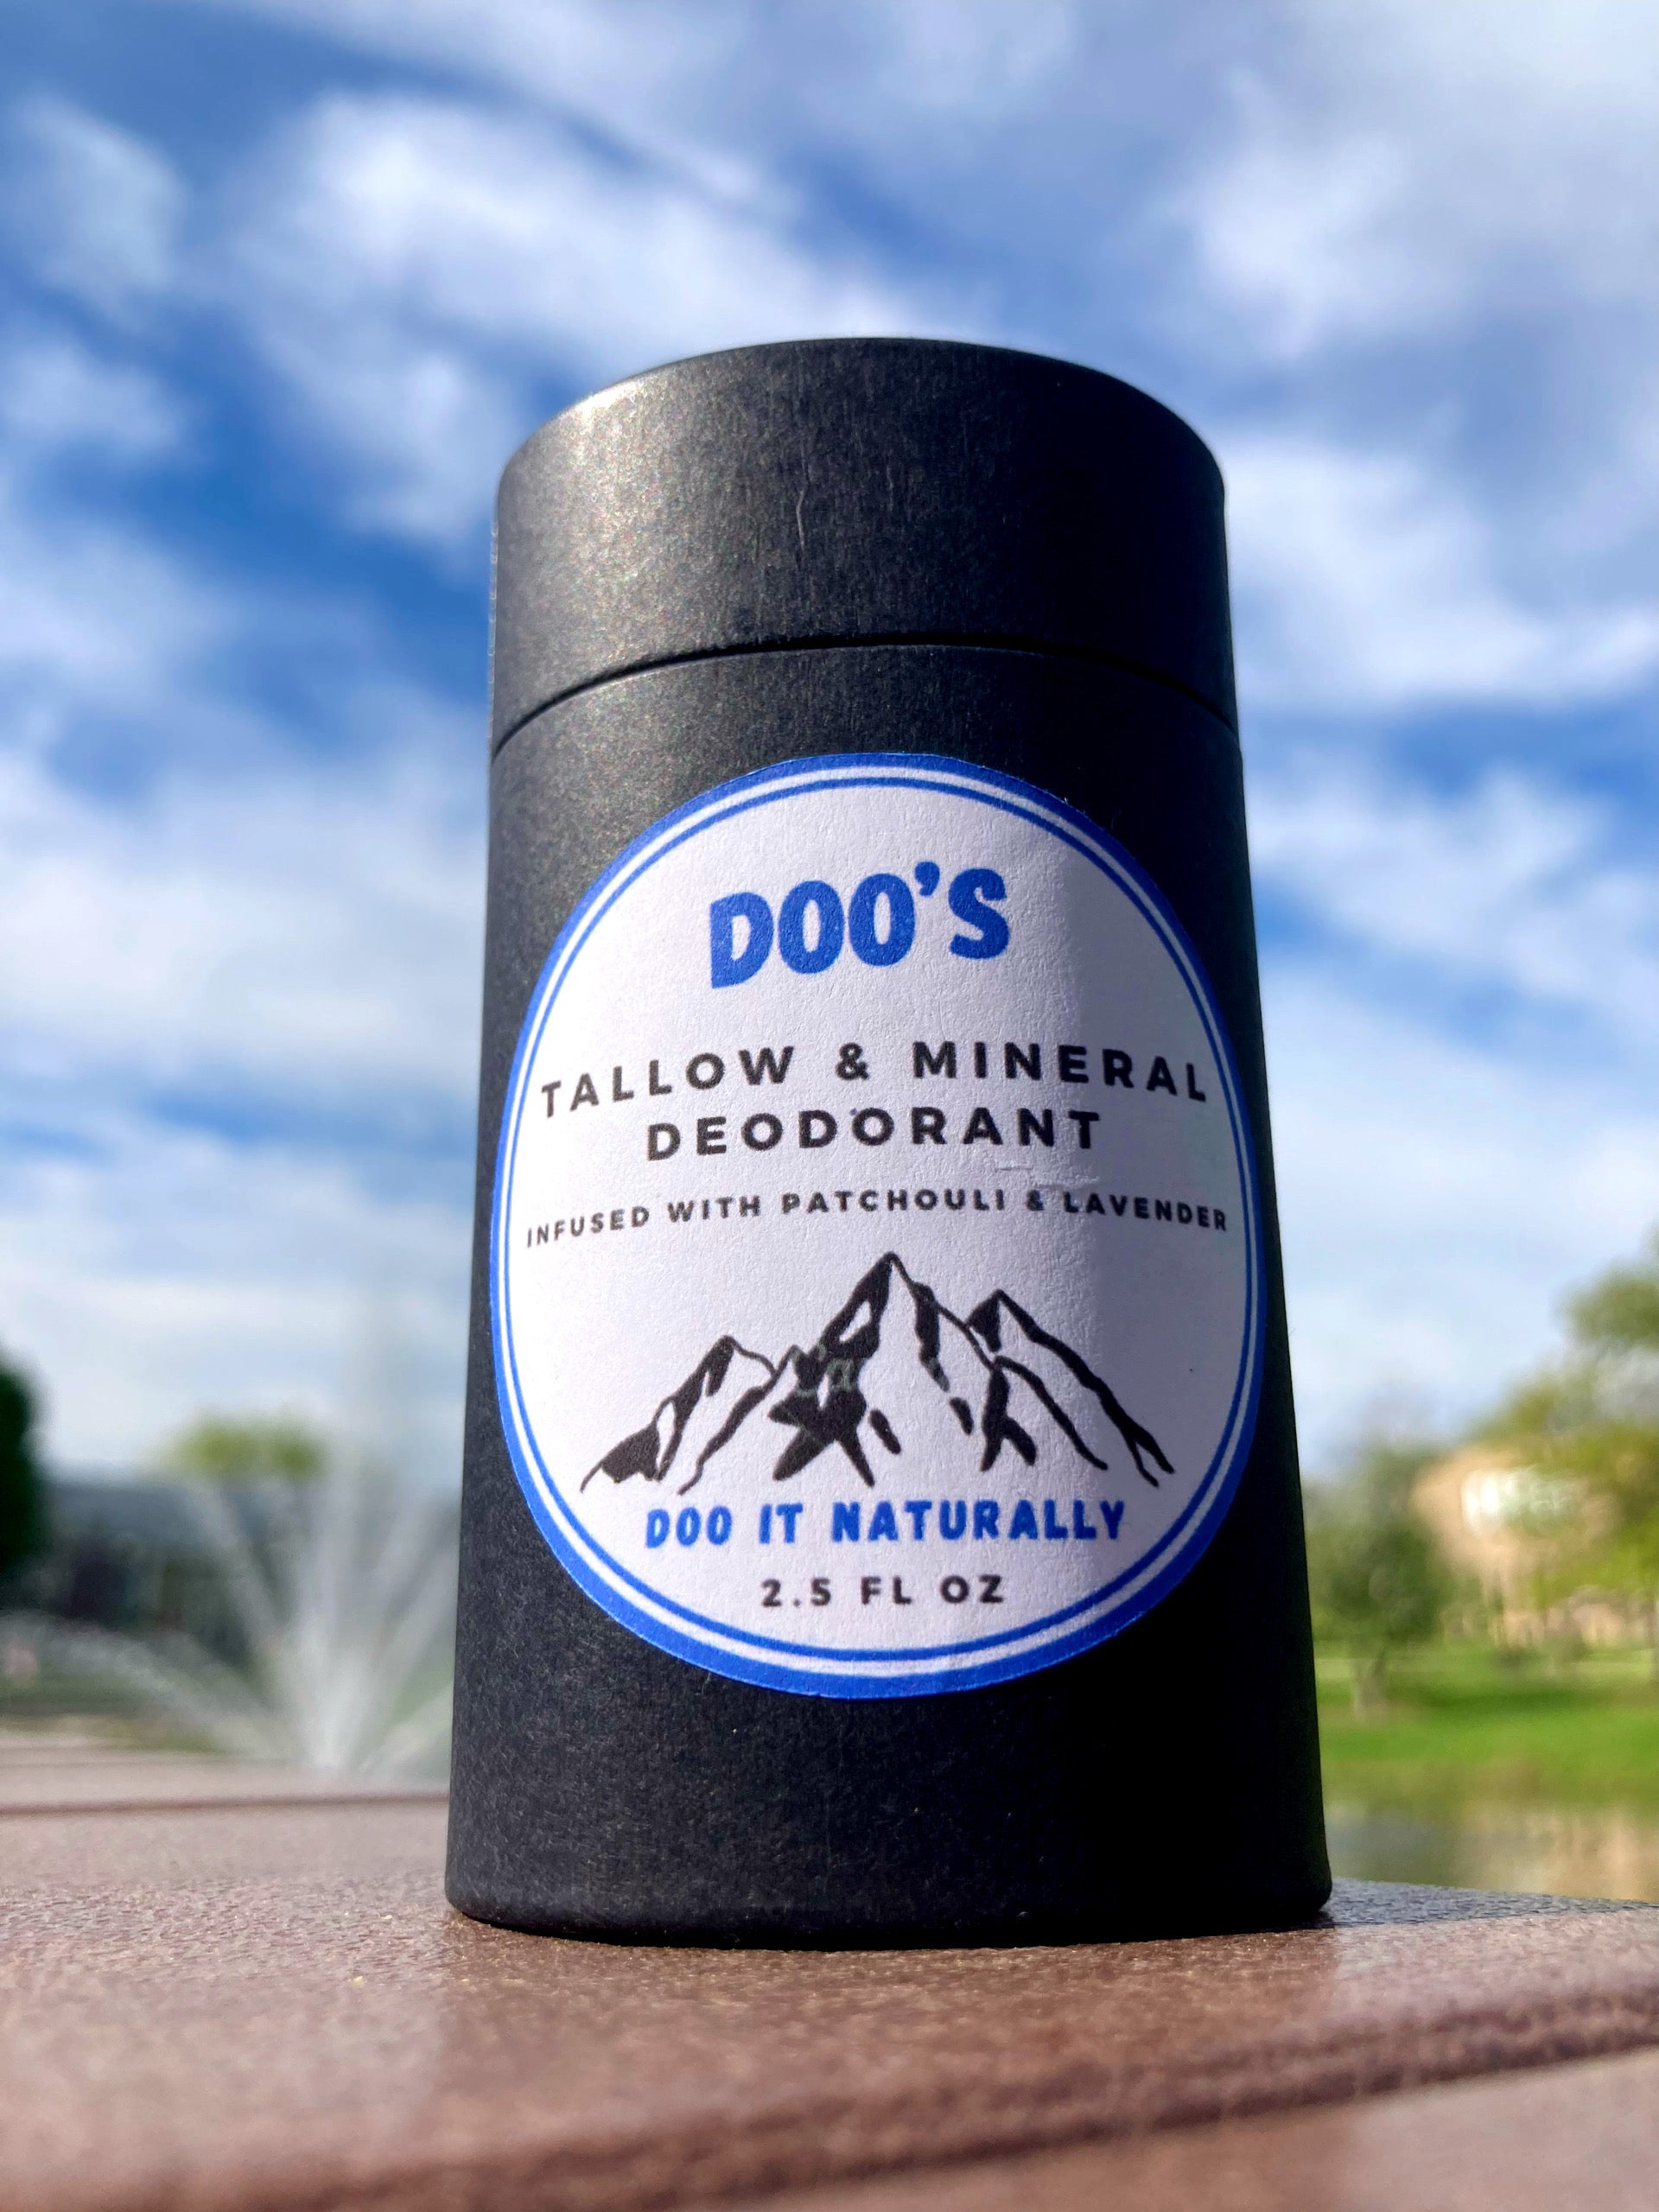 DOO'S
TALLOW & MINERAL
DEODORANT
INFUSED WITH PATCHOULI & LAVENDER
DOO IT NATURALLY
2.5 FL OZ